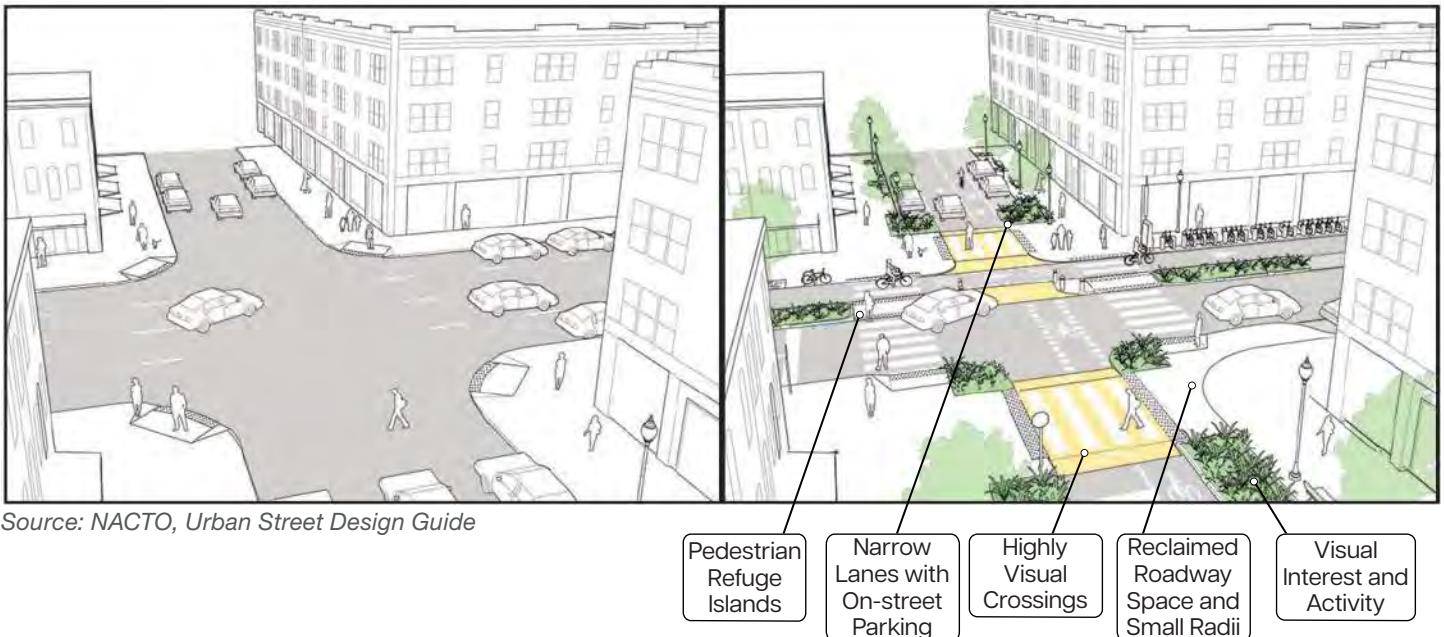 Source: NACTO, Urban Street Design Guide
Pedestrian
Refuge
Islands
Narrow
Lanes with
On-street
Parking
Highly
Visual
Crossings
Reclaimed
Roadway
Space and
Small Radii
Visual
Interest and
Activity